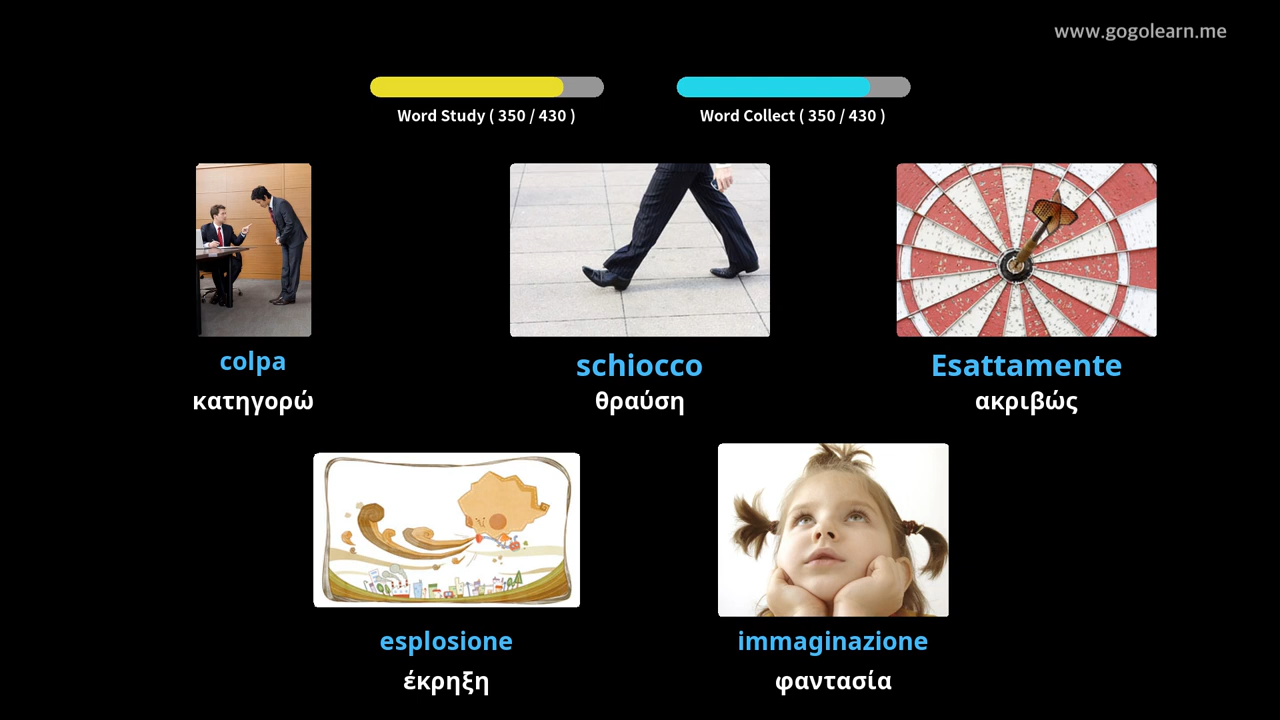 www.gogolearn.me
Word Study ( 350 / 430 )
Word Collect ( 350 / 430 )
colpa
κατηγορώ
schiocco
θραύση
Esattamente
ακριβώς
esplosione
έκρηξη
immaginazione
φαντασία